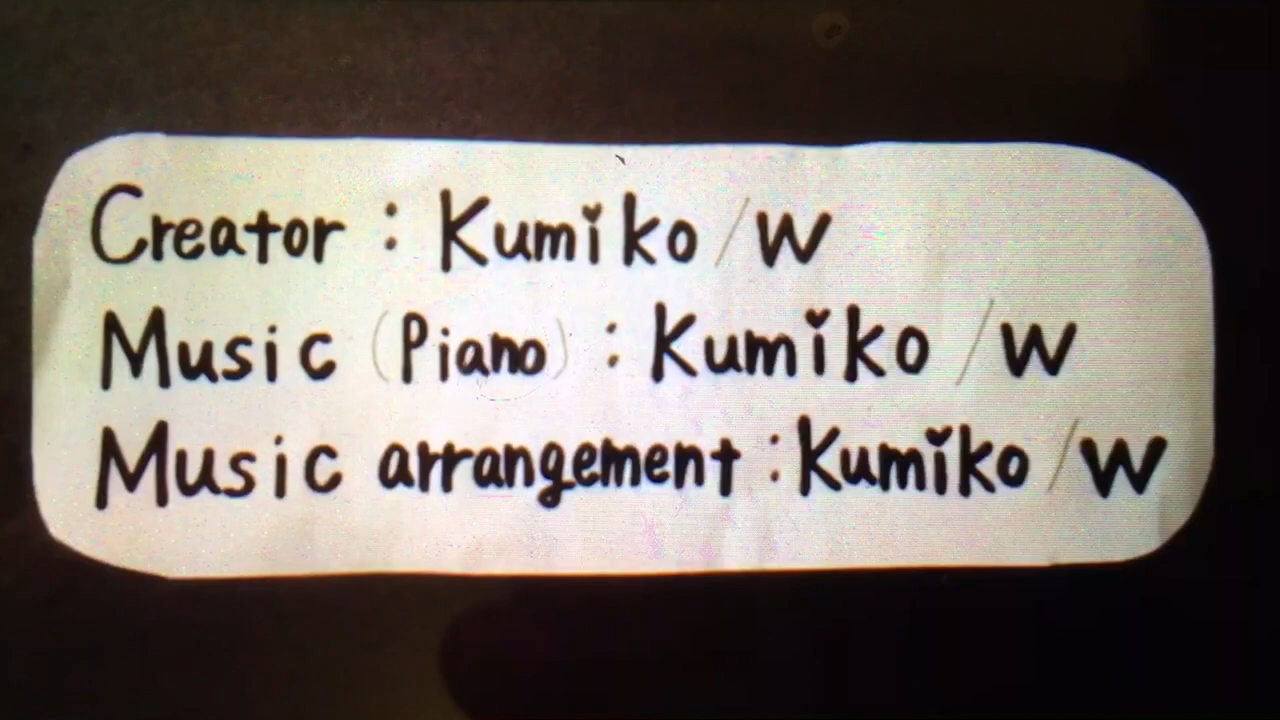 Creator : Kumiko /W
Music (Piano) : Kumiko /W
Music arrangement : Kumiko /W